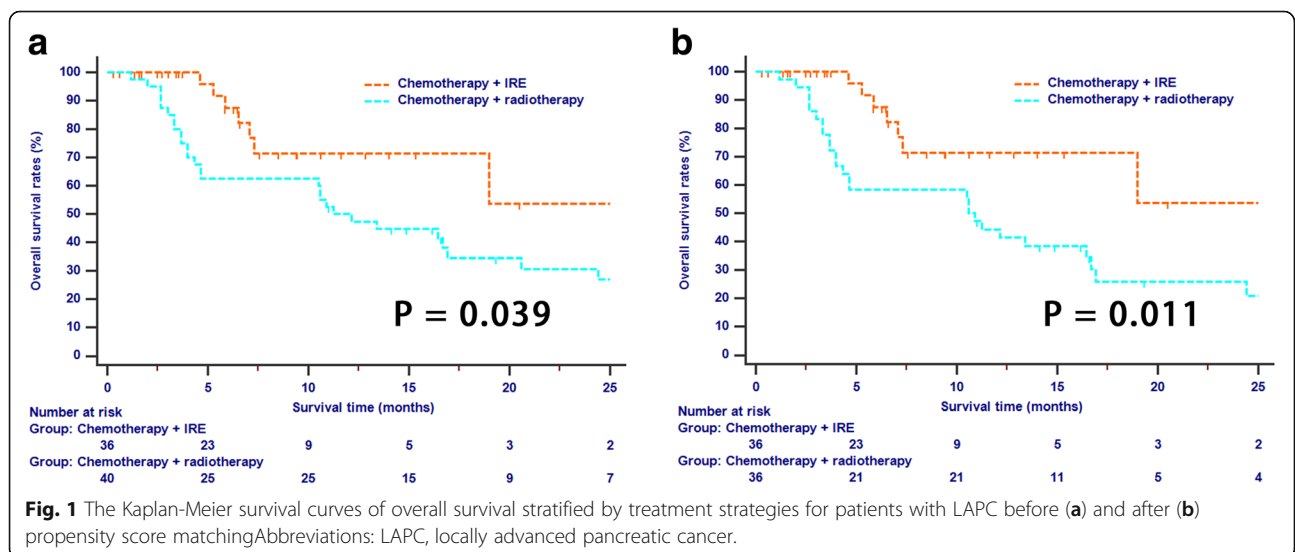 a
Chemotherapy + IRE
Chemotherapy + radiotherapy
Overall survival rates (%)
100
90
80
70
60
50
40
30
20
10
0
P = 0.039
0 5 10 15 20 25
Survival time (months)
Number at risk
Group: Chemotherapy + IRE
36 23 9 5 3 2
Group: Chemotherapy + radiotherapy
40 25 25 15 9 7
b
Chemotherapy + IRE
Chemotherapy + radiotherapy
Overall survival rates (%)
100
90
80
70
60
50
40
30
20
10
0
P = 0.011
0 5 10 15 20 25
Survival time (months)
Number at risk
Group: Chemotherapy + IRE
36 23 9 5 3 2
Group: Chemotherapy + radiotherapy
36 21 21 11 5 4
Fig. 1 The Kaplan-Meier survival curves of overall survival stratified by treatment strategies for patients with LAPC before (a) and after (b)
propensity score matchingAbbreviations: LAPC, locally advanced pancreatic cancer.